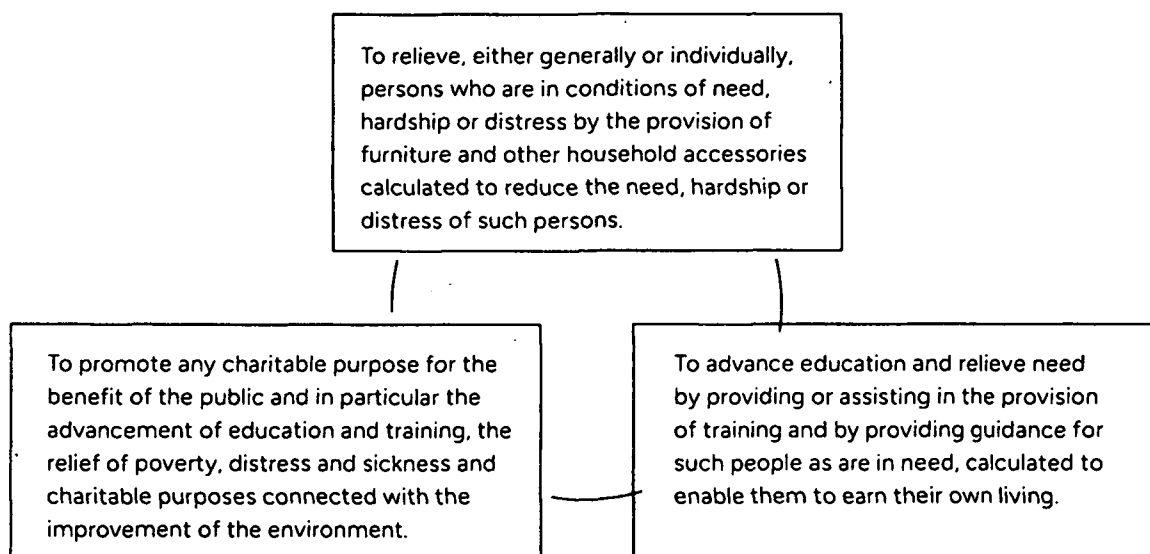 To relieve, either generally or individually,
persons who are in conditions of need,
hardship or distress by the provision of
furniture and other household accessories
calculated to reduce the need, hardship or
distress of such persons.
To promote any charitable purpose for the
benefit of the public and in particular the
advancement of education and training, the
relief of poverty, distress and sickness and
charitable purposes connected with the
improvement of the environment.
To advance education and relieve need
by providing or assisting in the provision
of training and by providing guidance for
such people as are in need, calculated to
enable them to earn their own living.